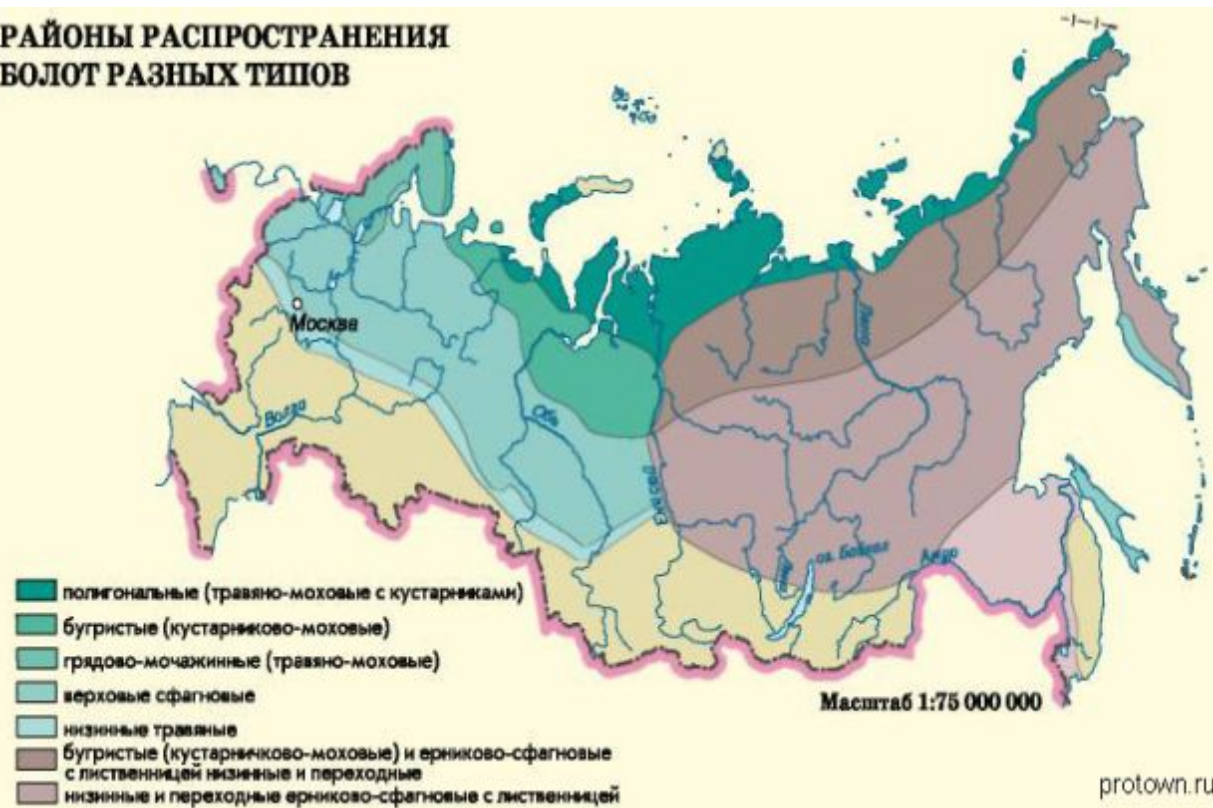 РАЙОНЫ РАСПРОСТРАНЕНИЯ
БОЛОТ РАЗНЫХ ТИПОВ
Москва
Волга
Обь
Енисей
Лена
Лена
оз. Байкал
Амур
полигональные (травяно-моховые с кустарниками)
бугристые (кустарниково-моховые)
грядово-мочажинные (травяно-моховые)
верховые сфагновые
низинные травяные
бугристые (кустарничково-моховые) и ерниково-сфагновые
с лиственницей низинные и переходные
низинные и переходные ерниково-сфагновые с лиственницей
Масштаб 1:75 000 000
protown.ru